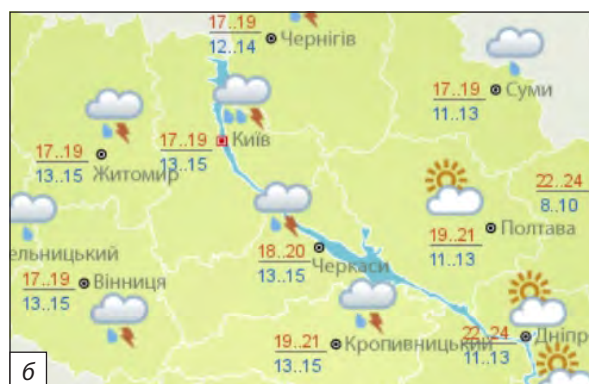 17..19
12..14
Чернігів
17..19
11..13
Суми
17..19
13..15
Житомир
17..19
13..15
Київ
22..24
8..10
19..21
11..13
Полтава
ельницький
18..20
13..15
Черкаси
17..19
13..15
Вінниця
19..21
13..15
Кропивницький
22..24
11..13
Дніпр
б